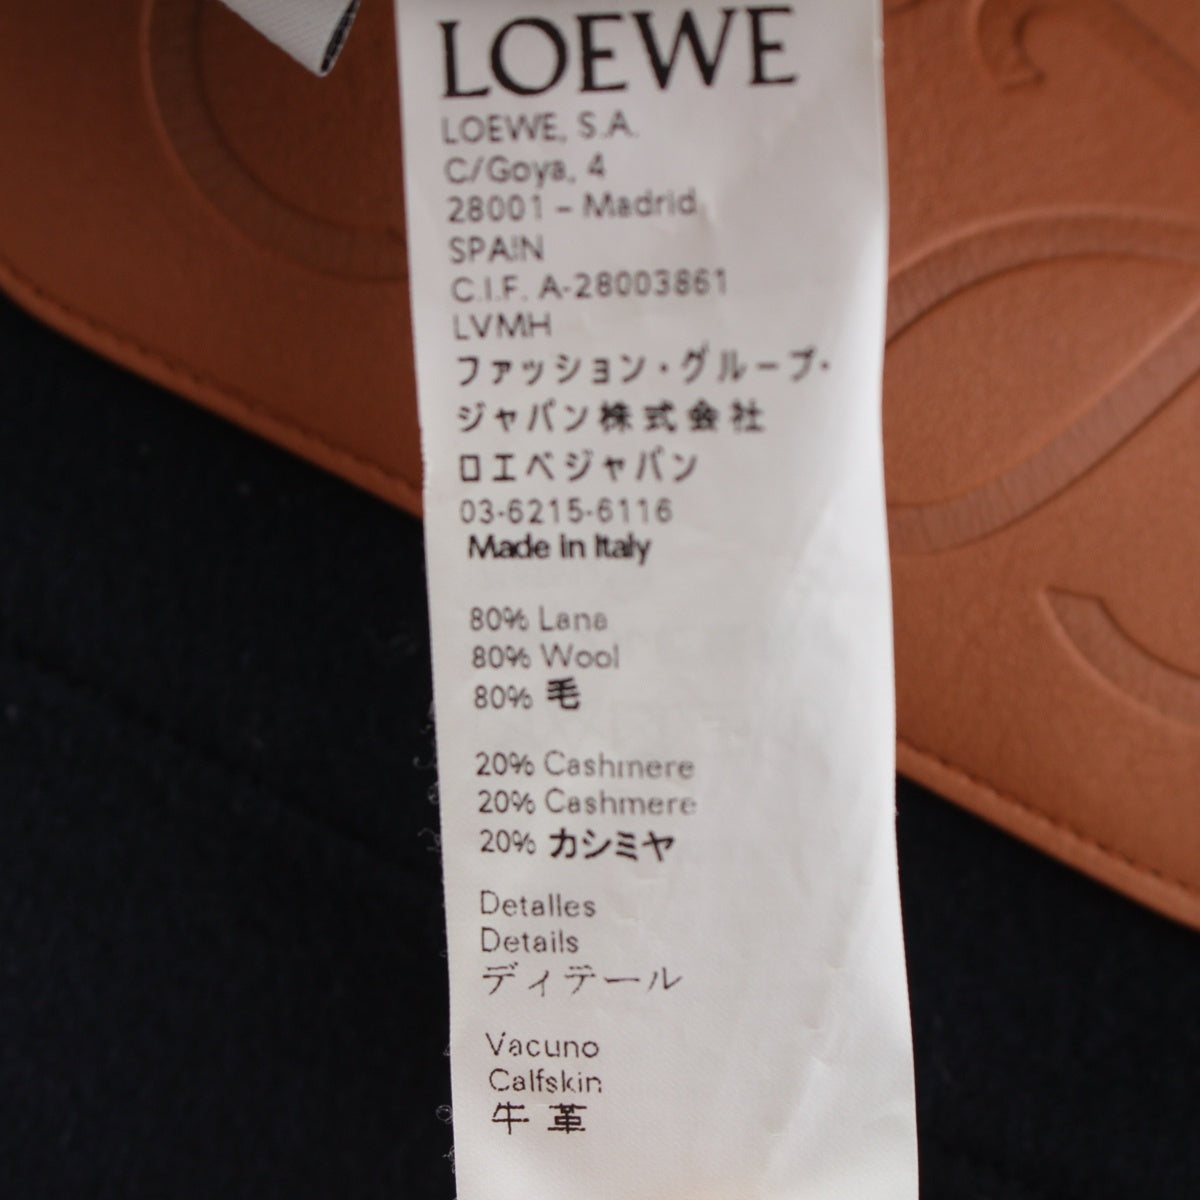 LOEWE
LOEWE, S.A.
C/Goya, 4
28001 – Madrid
SPAIN
C.I.F. A-28003861
LVMH
ファッション・グループ・
ジャパン株式会社
ロエベジャパン
03-6215-6116
Made in Italy
80% Lana
80% Wool
80% 毛
20% Cashmere
20% Cashmere
20% カシミヤ
Detalles
Details
ディテール
Vacuno
Calfskin
牛革